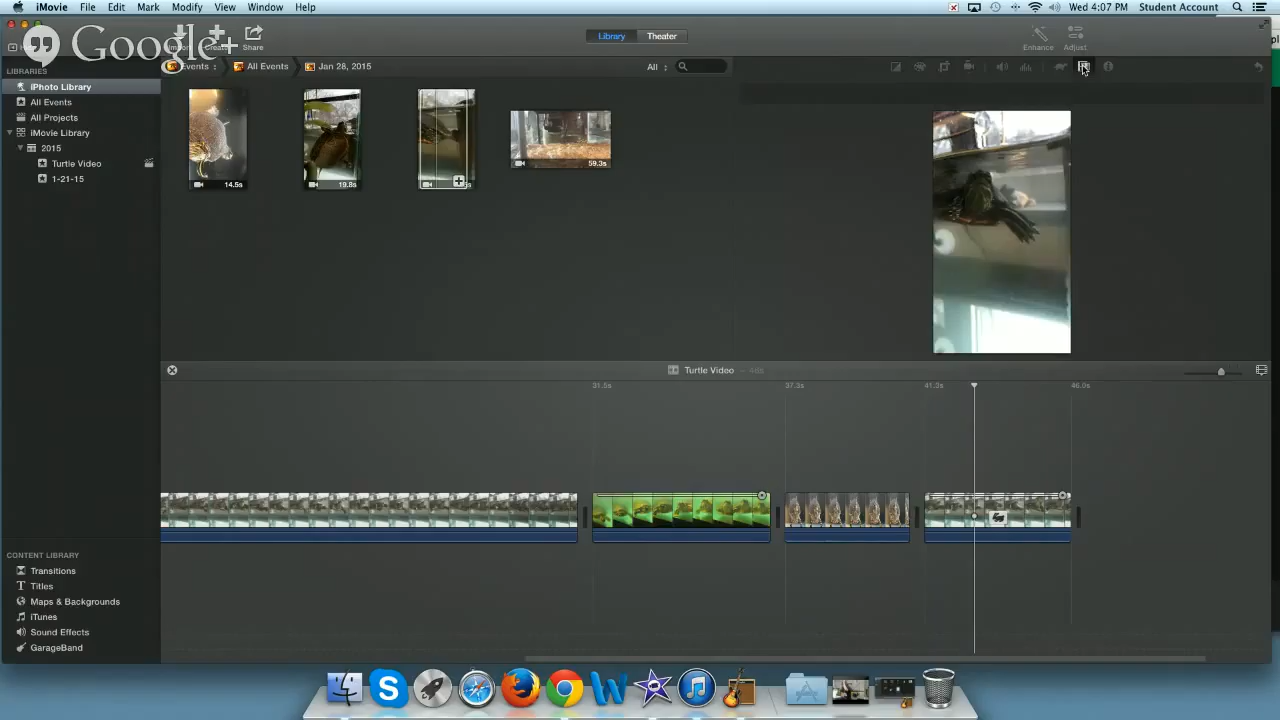 iMovie File Edit Mark Modify View Window Help Wed 4:07 PM Student Account
Google+
Share
Library Theater
Enhance Adjust
LIBRARIES
Events All Events Jan 28, 2015 All
iPhoto Library
All Events
All Projects
iMovie Library
2015
Turtle Video
1-21-15
14.5s 19.8s 59.3s
Turtle Video — 46s
31.5s 37.3s 41.3s 46.0s
CONTENT LIBRARY
Transitions
T Titles
Maps & Backgrounds
iTunes
Sound Effects
GarageBand